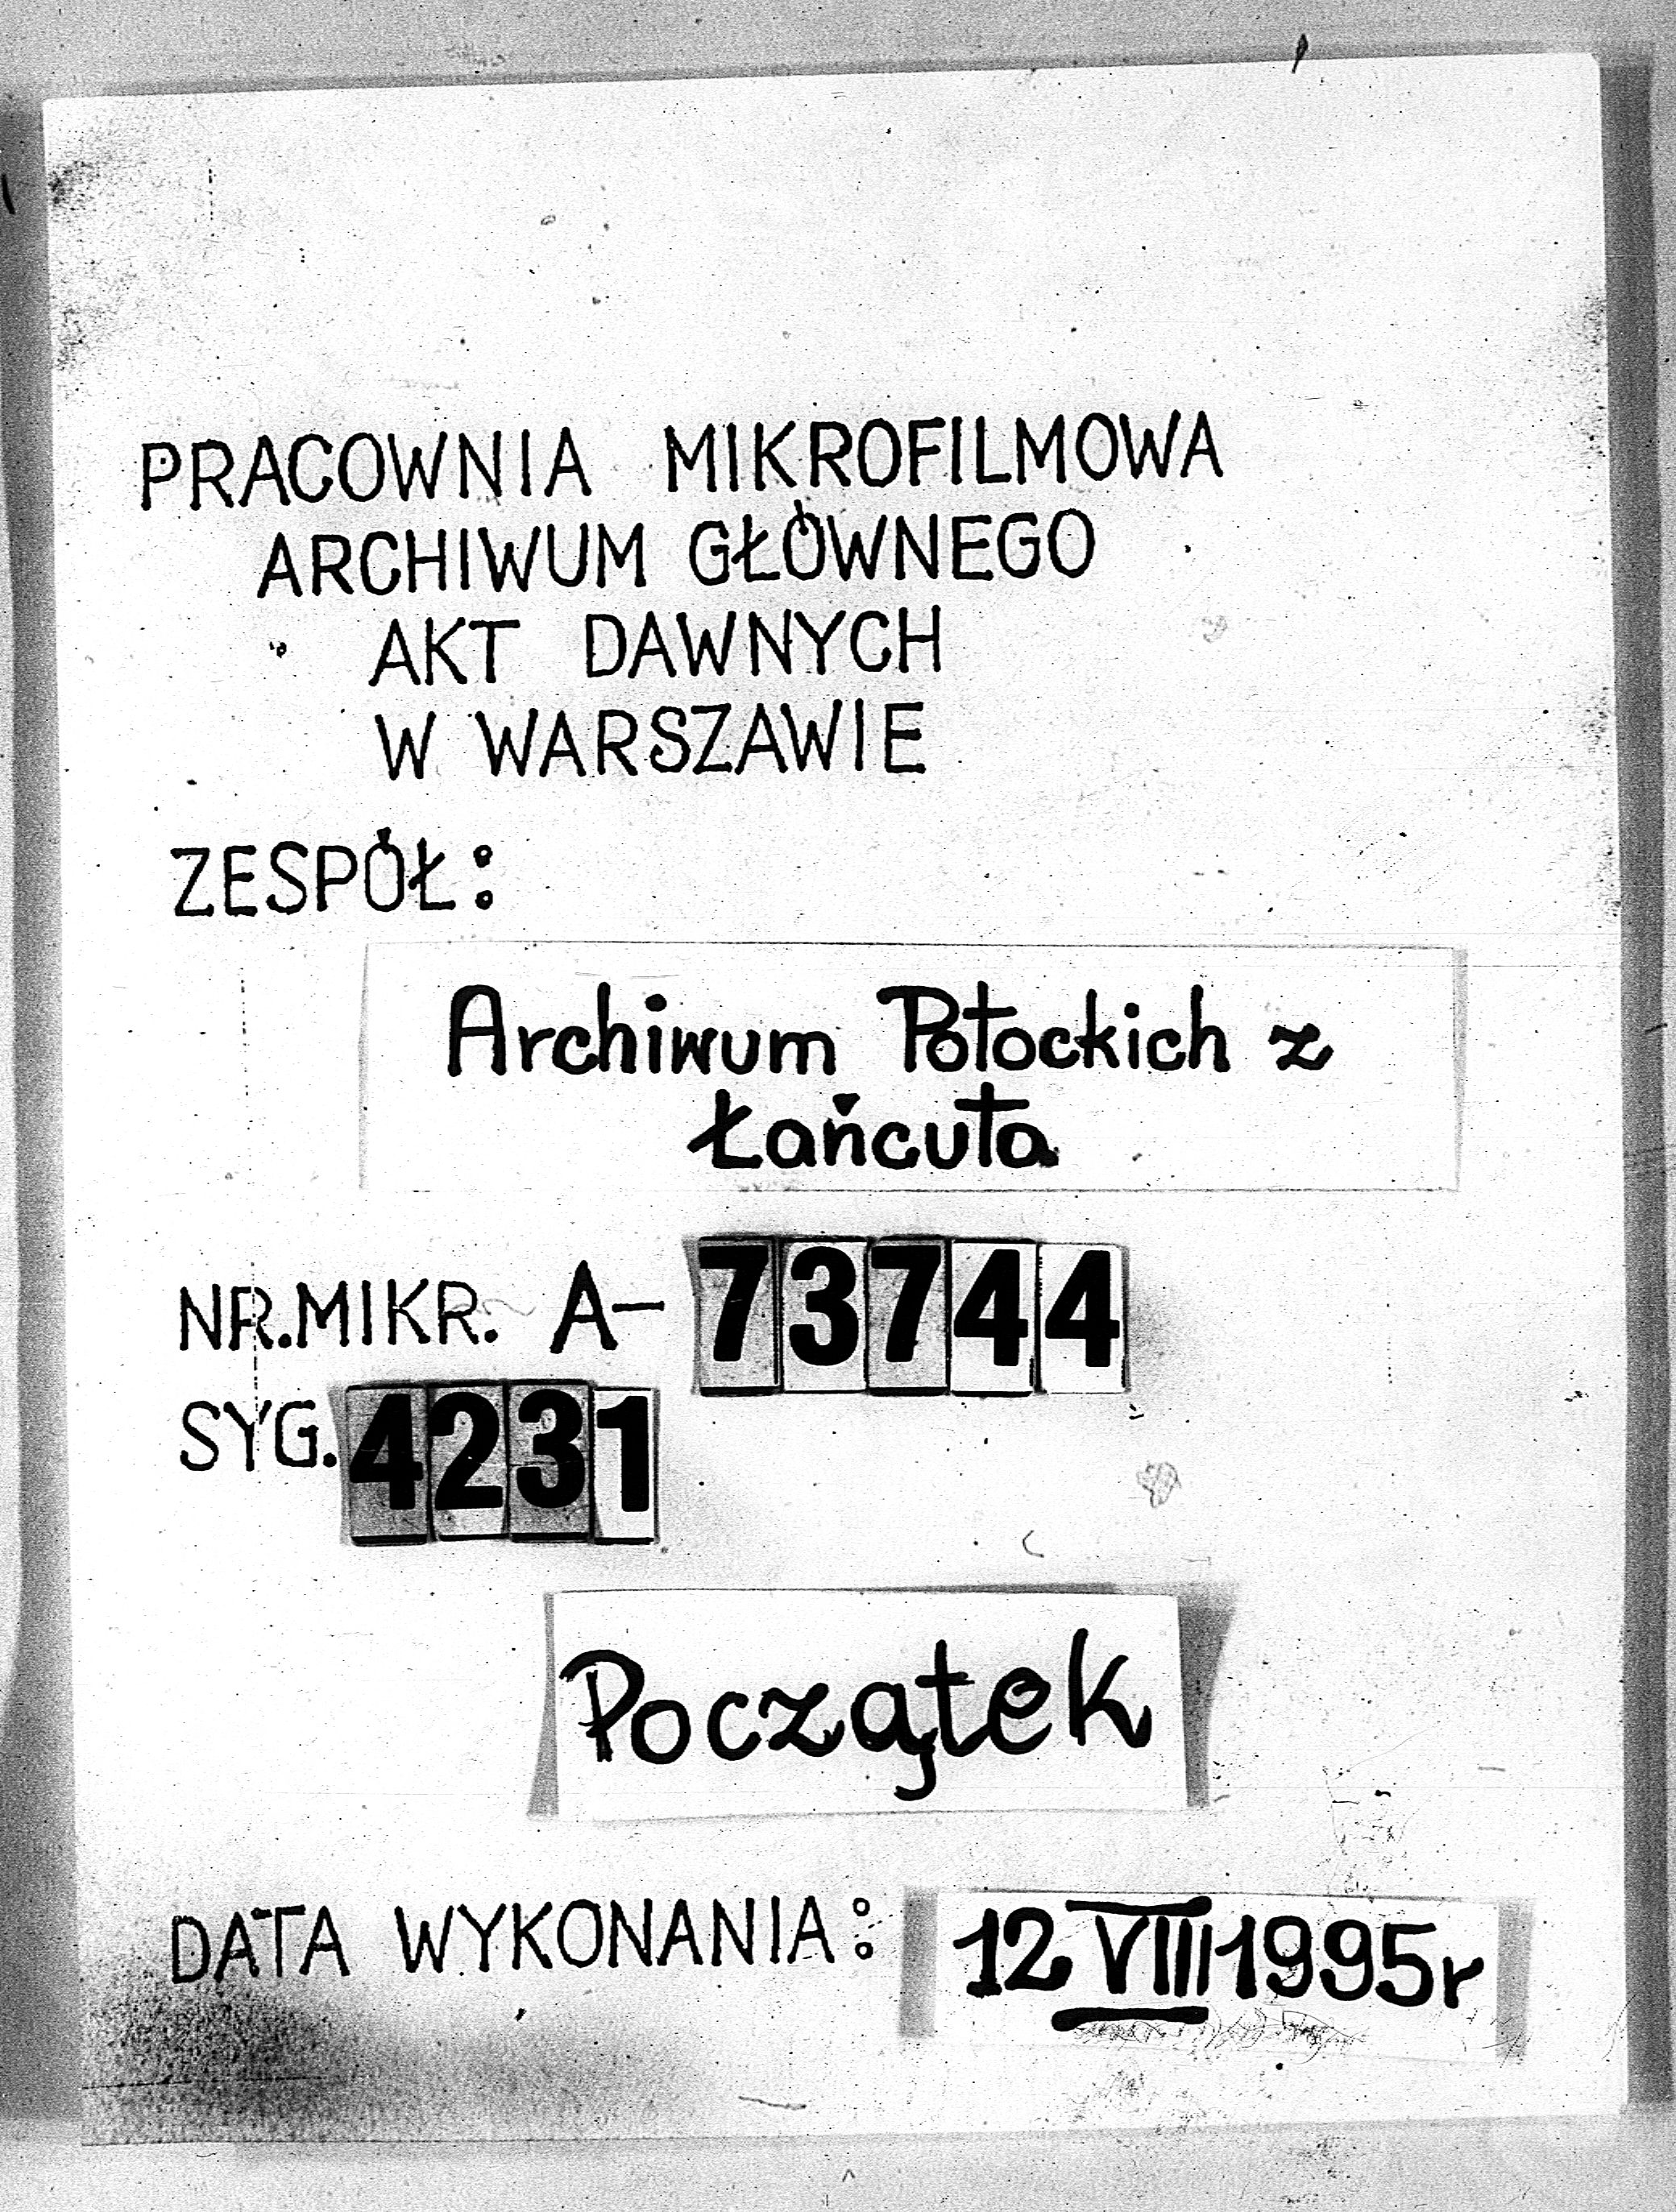 PRACOWNIA MIKROFILMOWA
ARCHIWUM GŁÓWNEGO
AKT DAWNYCH
W WARSZAWIE
ZESPÓŁ:
Archiwum Potockich z
Łańcuta
NR.MIKR. A-73744
SYG. 4231
Początek
DATA WYKONANIA: 12 VIII 1995r